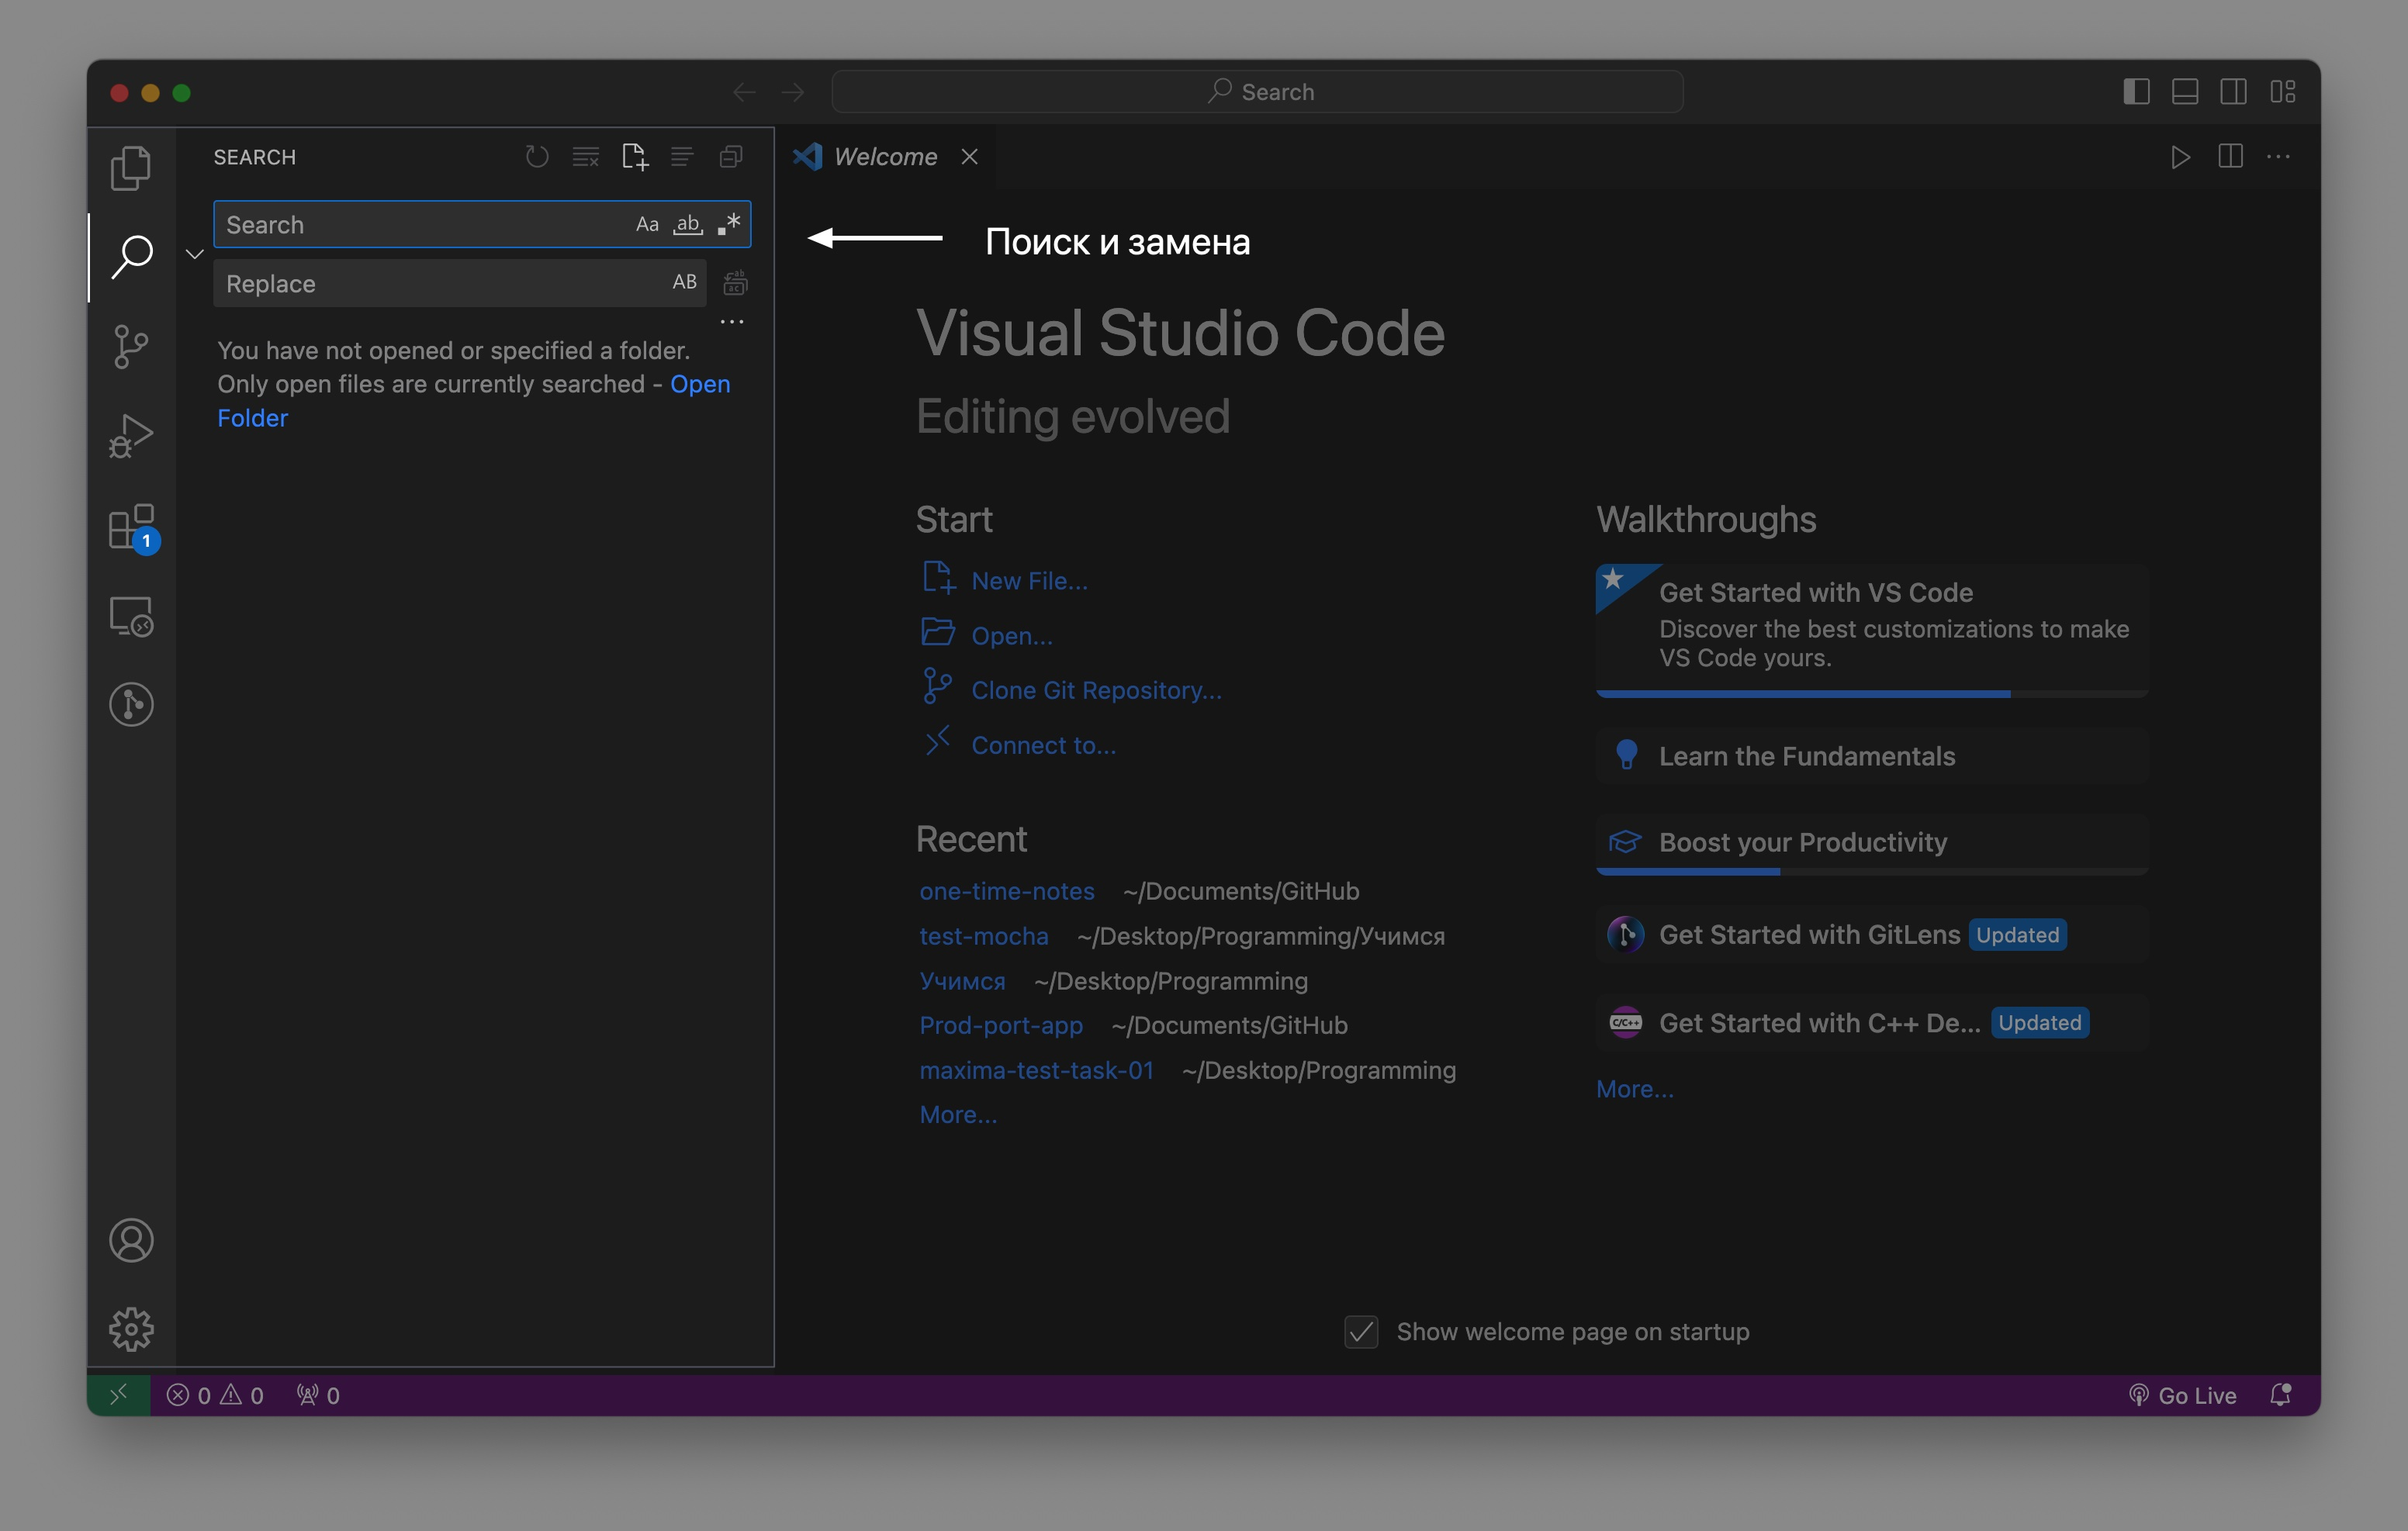 Search
SEARCH
Welcome
Search Aa ab .*
Replace AB
ab
ac
You have not opened or specified a folder.
Only open files are currently searched - Open
Folder
1
Поиск и замена
Visual Studio Code
Editing evolved
Start
New File...
Open...
Clone Git Repository...
Connect to...
Recent
one-time-notes ~/Documents/GitHub
test-mocha ~/Desktop/Programming/Учимся
Учимся ~/Desktop/Programming
Prod-port-app ~/Documents/GitHub
maxima-test-task-01 ~/Desktop/Programming
More...
Walkthroughs
Get Started with VS Code
Discover the best customizations to make
VS Code yours.
Learn the Fundamentals
Boost your Productivity
Get Started with GitLens Updated
C/C++ Get Started with C++ De... Updated
More...
Show welcome page on startup
0 0 0 Go Live